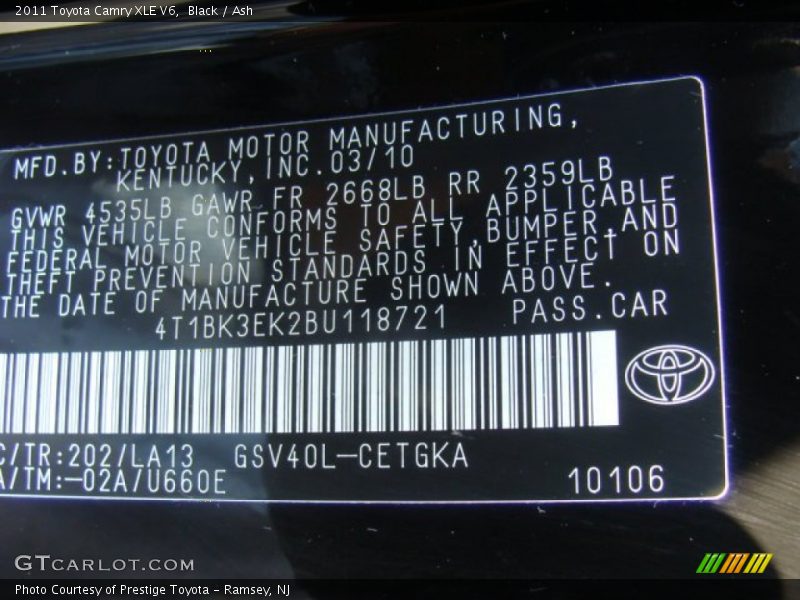 2011 Toyota Camry XLE V6, Black / Ash
MFD.BY:TOYOTA MOTOR MANUFACTURING,
KENTUCKY, INC.03/10
GVWR 4535LB GAWR FR 2668LB RR 2359LB
THIS VEHICLE CONFORMS TO ALL APPLICABLE
FEDERAL MOTOR VEHICLE SAFETY,BUMPER,AND
THEFT PREVENTION STANDARDS IN EFFECT ON
THE DATE OF MANUFACTURE SHOWN ABOVE.
4T1BK3EK2BU118721 PASS.CAR
C/TR:202/LA13 GSV40L-CETGKA
A/TM:-02A/U660E 10106
GTCARLOT.COM
Photo Courtesy of Prestige Toyota - Ramsey, NJ